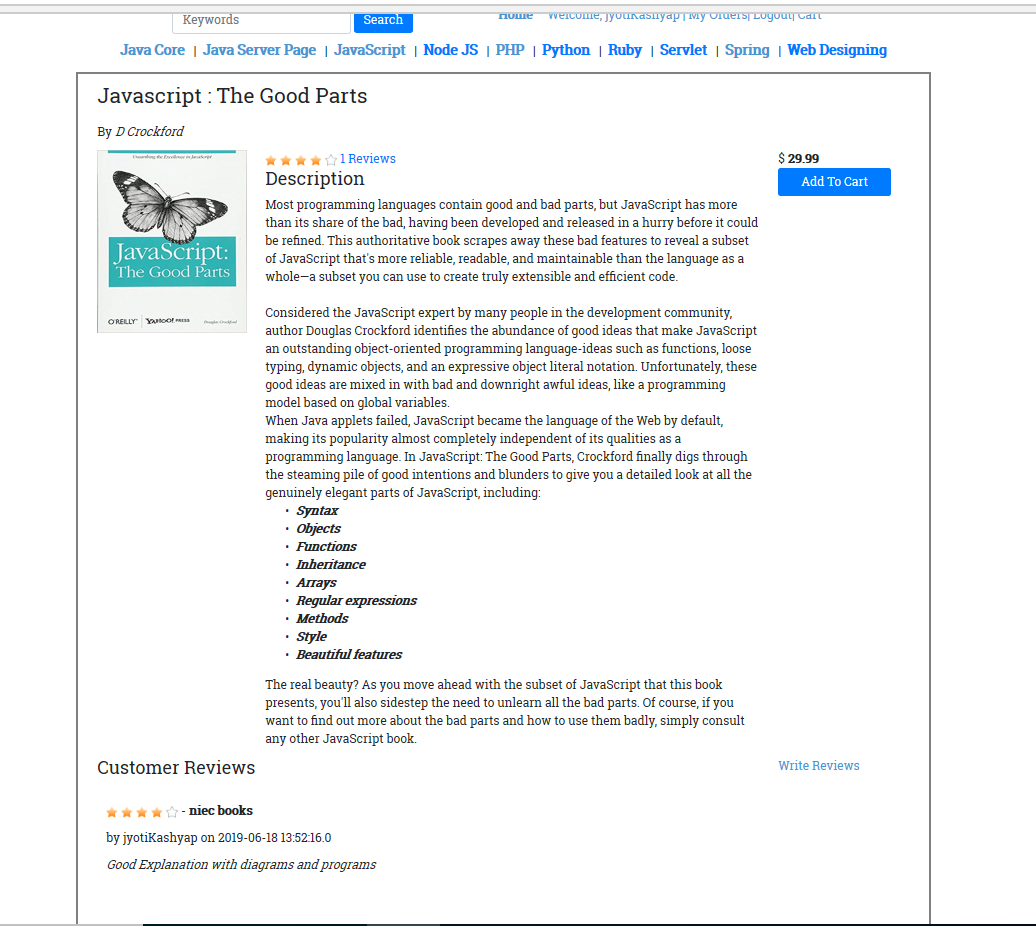 Keywords Search Home Welcome, jyotiKashyap | My Orders| Logout| Cart
Java Core | Java Server Page | JavaScript | Node JS | PHP | Python | Ruby | Servlet | Spring | Web Designing
Javascript : The Good Parts
By D Crockford
Unearthing the Excellence in JavaScript
JavaScript:
The Good Parts
O'REILLY® YAHOO! PRESS Douglas Crockford
1 Reviews
Description
Most programming languages contain good and bad parts, but JavaScript has more
than its share of the bad, having been developed and released in a hurry before it could
be refined. This authoritative book scrapes away these bad features to reveal a subset
of JavaScript that's more reliable, readable, and maintainable than the language as a
whole—a subset you can use to create truly extensible and efficient code.
Considered the JavaScript expert by many people in the development community,
author Douglas Crockford identifies the abundance of good ideas that make JavaScript
an outstanding object-oriented programming language-ideas such as functions, loose
typing, dynamic objects, and an expressive object literal notation. Unfortunately, these
good ideas are mixed in with bad and downright awful ideas, like a programming
model based on global variables.
When Java applets failed, JavaScript became the language of the Web by default,
making its popularity almost completely independent of its qualities as a
programming language. In JavaScript: The Good Parts, Crockford finally digs through
the steaming pile of good intentions and blunders to give you a detailed look at all the
genuinely elegant parts of JavaScript, including:
• Syntax
• Objects
• Functions
• Inheritance
• Arrays
• Regular expressions
• Methods
• Style
• Beautiful features
The real beauty? As you move ahead with the subset of JavaScript that this book
presents, you'll also sidestep the need to unlearn all the bad parts. Of course, if you
want to find out more about the bad parts and how to use them badly, simply consult
any other JavaScript book.
$ 29.99
Add To Cart
Customer Reviews
Write Reviews
- niec books
by jyotiKashyap on 2019-06-18 13:52:16.0
Good Explanation with diagrams and programs